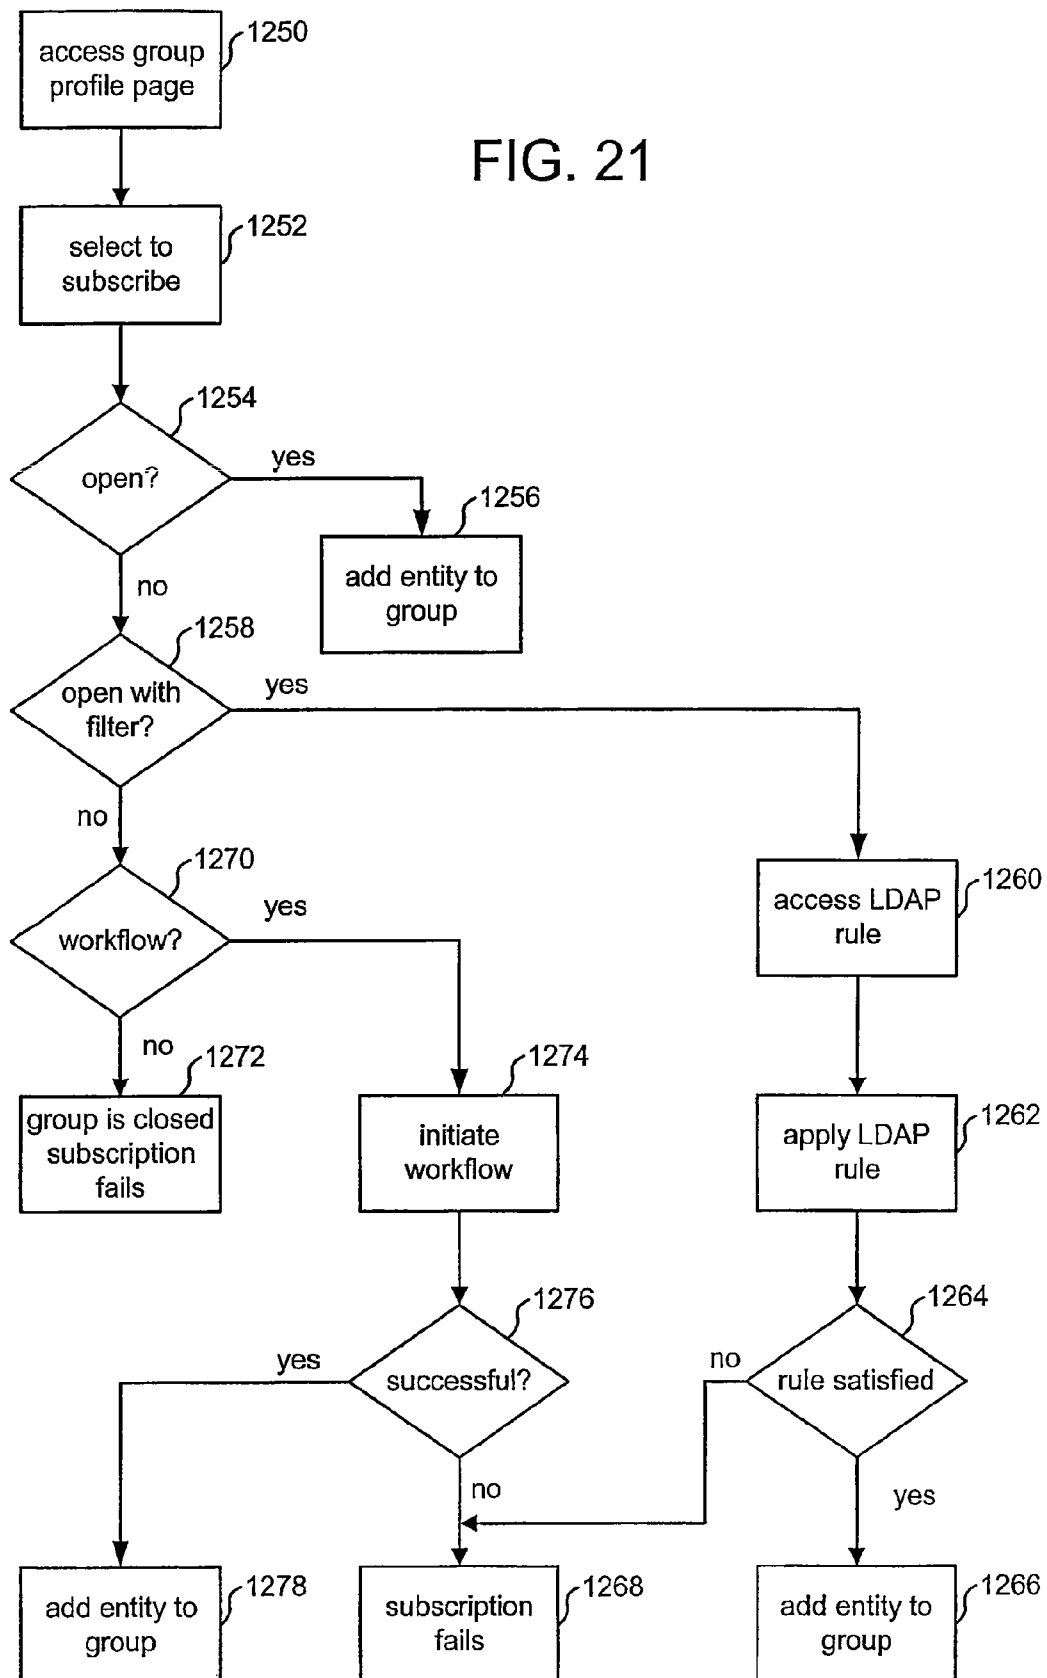 access group
profile page
1250
FIG. 21
select to
subscribe
1252
open?
1254
yes
add entity to
group
1256
no
open with
filter?
1258
yes
no
workflow?
1270
yes
access LDAP
rule
1260
no
group is closed
subscription
fails
1272
initiate
workflow
1274
apply LDAP
rule
1262
successful?
1276
yes
no
rule satisfied
1264
no
yes
add entity to
group
1278
subscription
fails
1268
add entity to
group
1266